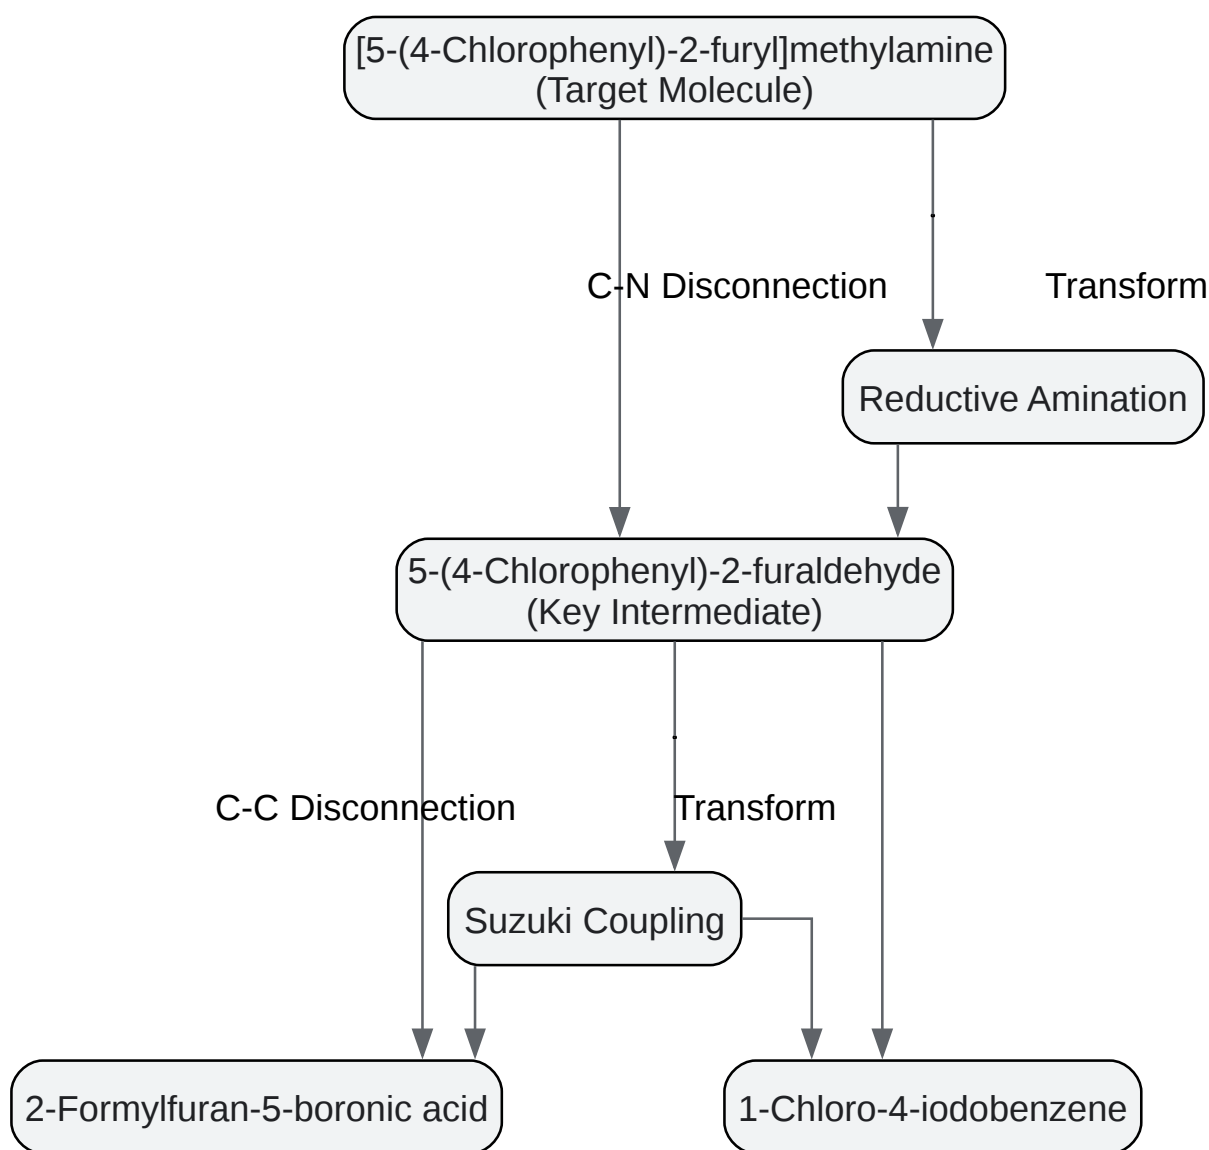 [5-(4-Chlorophenyl)-2-furyl]methylamine
(Target Molecule)
C-N Disconnection
Transform
Reductive Amination
5-(4-Chlorophenyl)-2-furaldehyde
(Key Intermediate)
C-C Disconnection
Transform
Suzuki Coupling
2-Formylfuran-5-boronic acid
1-Chloro-4-iodobenzene